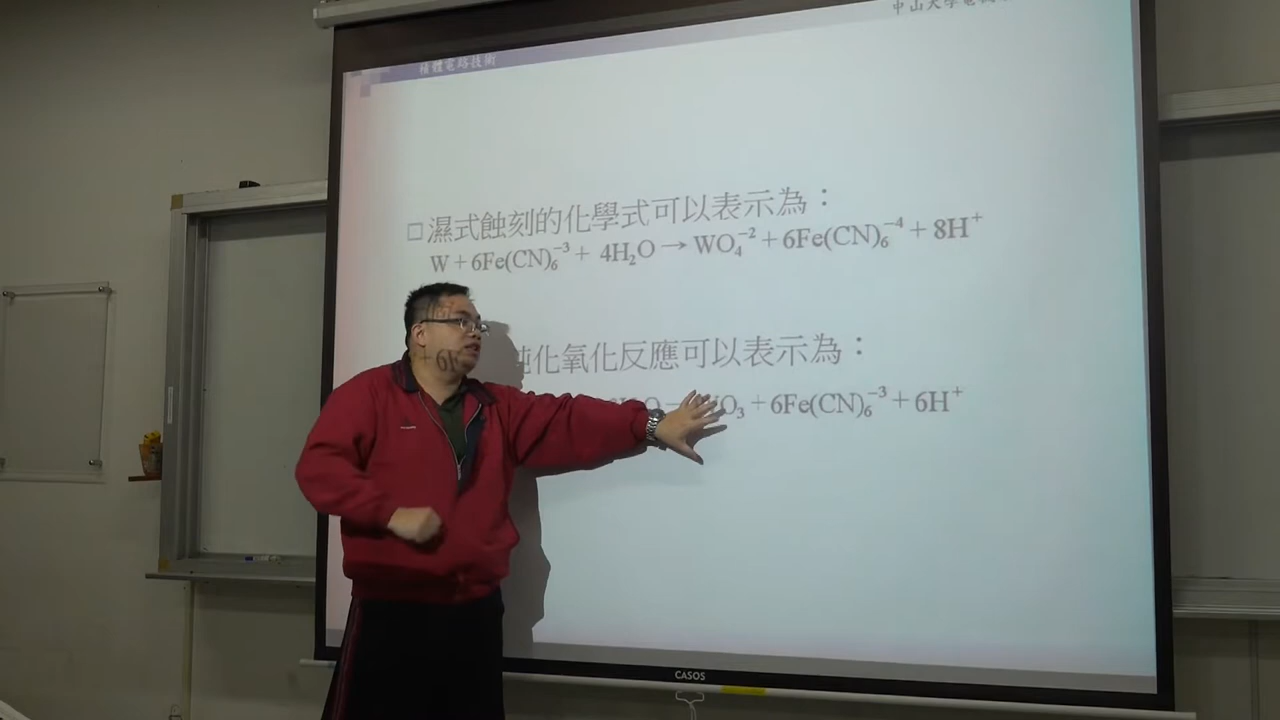 中山大學電機
積體電路技術
□濕式蝕刻的化學式可以表示為：
W + 6Fe(CN)₆⁻³ + 4H₂O → WO₄⁻² + 6Fe(CN)₆⁻⁴ + 8H⁺
鈍化氧化反應可以表示為：
O₃ + 6Fe(CN)₆⁻³ + 6H⁺
CASOS